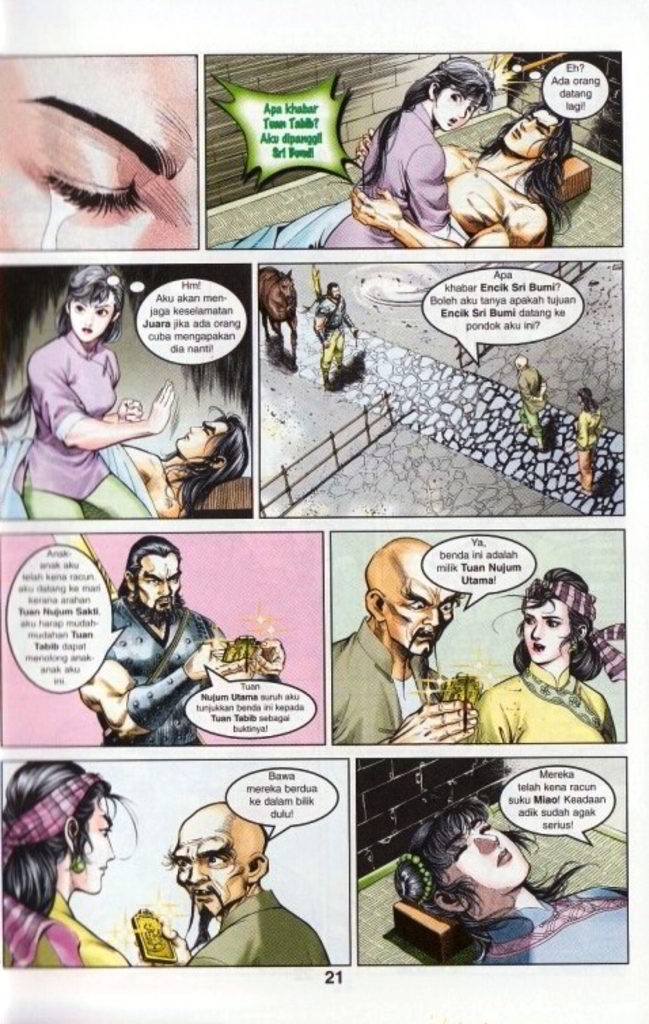 Apa khabar
Tuan Tabib?
Aku dipanggil
Sri Bumi!
Eh?
Ada orang
datang
lagi!
Hm!
Aku akan men-
jaga keselamatan
Juara jika ada orang
cuba mengapakan
dia nanti!
Apa
khabar Encik Sri Bumi?
Boleh aku tanya apakah tujuan
Encik Sri Bumi datang ke
pondok aku ini?
Anak-
anak aku
telah kena racun,
aku datang ke mari
kerana arahan
Tuan Nujum Sakti,
aku harap mudah-
mudahan Tuan
Tabib dapat
menolong anak-
anak aku
ini.
Tuan
Nujum Utama suruh aku
tunjukkan benda ini kepada
Tuan Tabib sebagai
buktinya!
Ya,
benda ini adalah
milik Tuan Nujum
Utama!
Bawa
mereka berdua
ke dalam bilik
dulu!
Mereka
telah kena racun
suku Miao! Keadaan
adik sudah agak
serius!
21